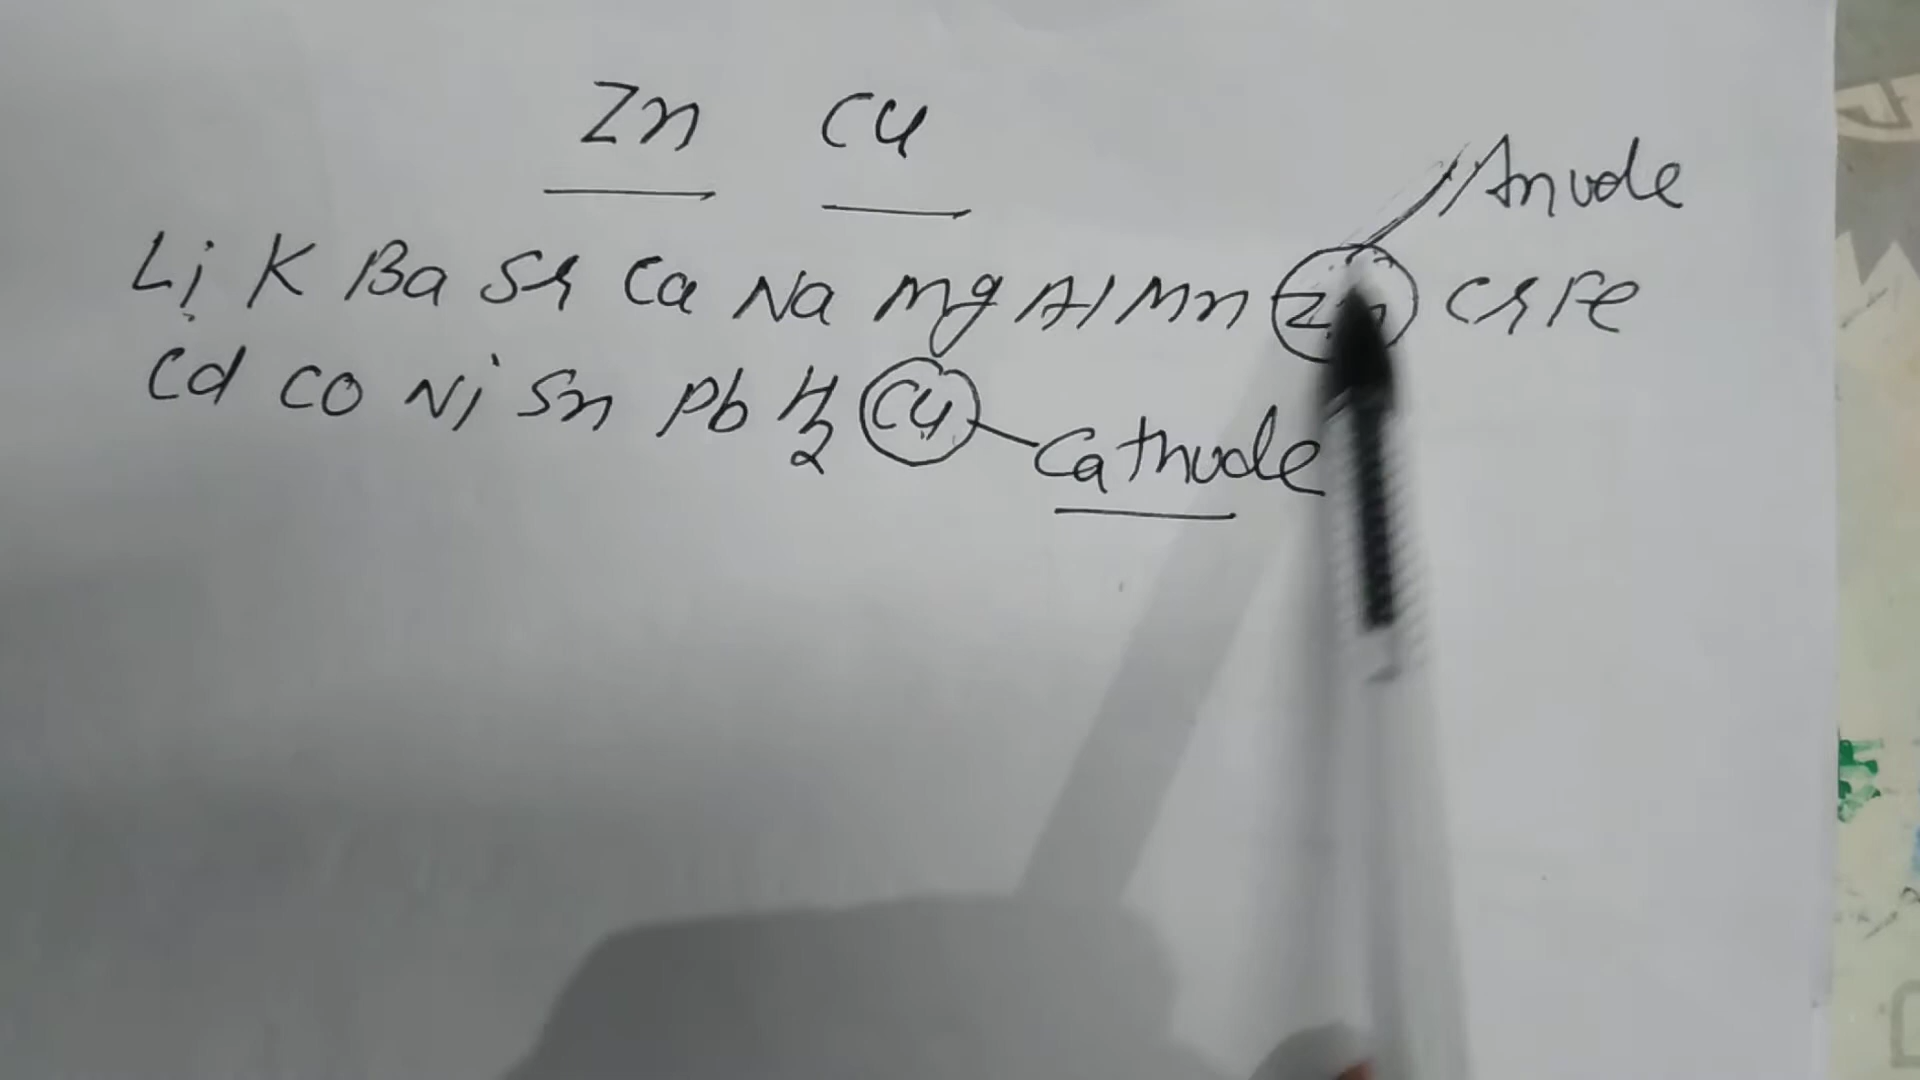 Zn Cu
Anode
Li K Ba Sr Ca Na Mg Al Mn Zn Cr Fe
Cd Co Ni Sn Pb H2 Cu
Cathode